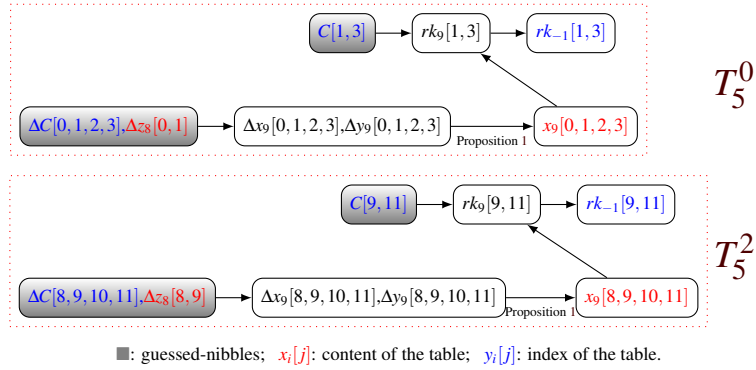 C[1,3] rk₉[1,3] rk₋₁[1,3]
T₅⁰
ΔC[0,1,2,3],Δz₈[0,1] Δx₉[0,1,2,3],Δy₉[0,1,2,3] Proposition 1 x₉[0,1,2,3]
C[9,11] rk₉[9,11] rk₋₁[9,11]
T₅²
ΔC[8,9,10,11],Δz₈[8,9] Δx₉[8,9,10,11],Δy₉[8,9,10,11] Proposition 1 x₉[8,9,10,11]
■: guessed-nibbles; xᵢ[j]: content of the table; yᵢ[j]: index of the table.